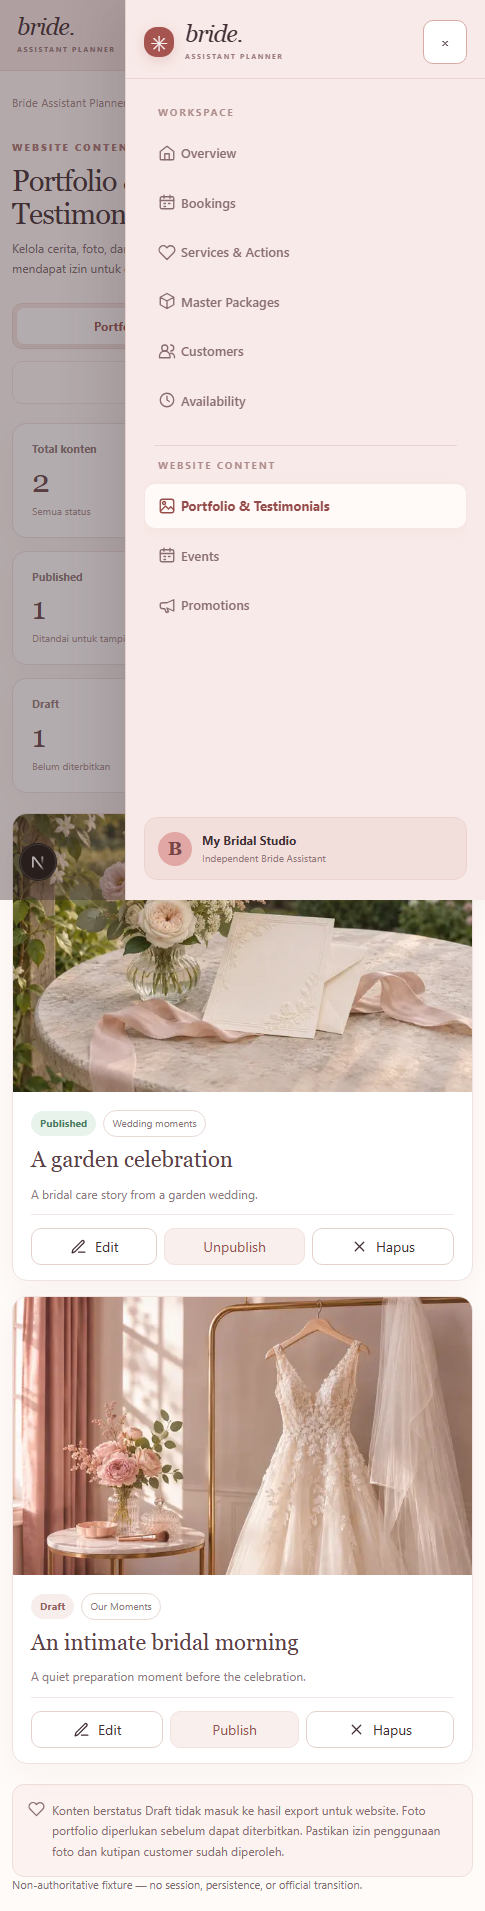 bride.
ASSISTANT PLANNER
bride.
ASSISTANT PLANNER
×
Bride Assistant Planner
WEBSITE CONTEN
Portfolio
Testimon
Kelola cerita, foto, da
mendapat izin untuk
Portf
Total konten
2
Semua status
Published
1
Ditandai untuk tampi
Draft
1
Belum diterbitkan
N
WORKSPACE
Overview
Bookings
Services & Actions
Master Packages
Customers
Availability
WEBSITE CONTENT
Portfolio & Testimonials
Events
Promotions
B
My Bridal Studio
Independent Bride Assistant
Published
Wedding moments
A garden celebration
A bridal care story from a garden wedding.
Edit
Unpublish
Hapus
Draft
Our Moments
An intimate bridal morning
A quiet preparation moment before the celebration.
Edit
Publish
Hapus
Konten berstatus Draft tidak masuk ke hasil export untuk website. Foto
portfolio diperlukan sebelum dapat diterbitkan. Pastikan izin penggunaan
foto dan kutipan customer sudah diperoleh.
Non-authoritative fixture — no session, persistence, or official transition.